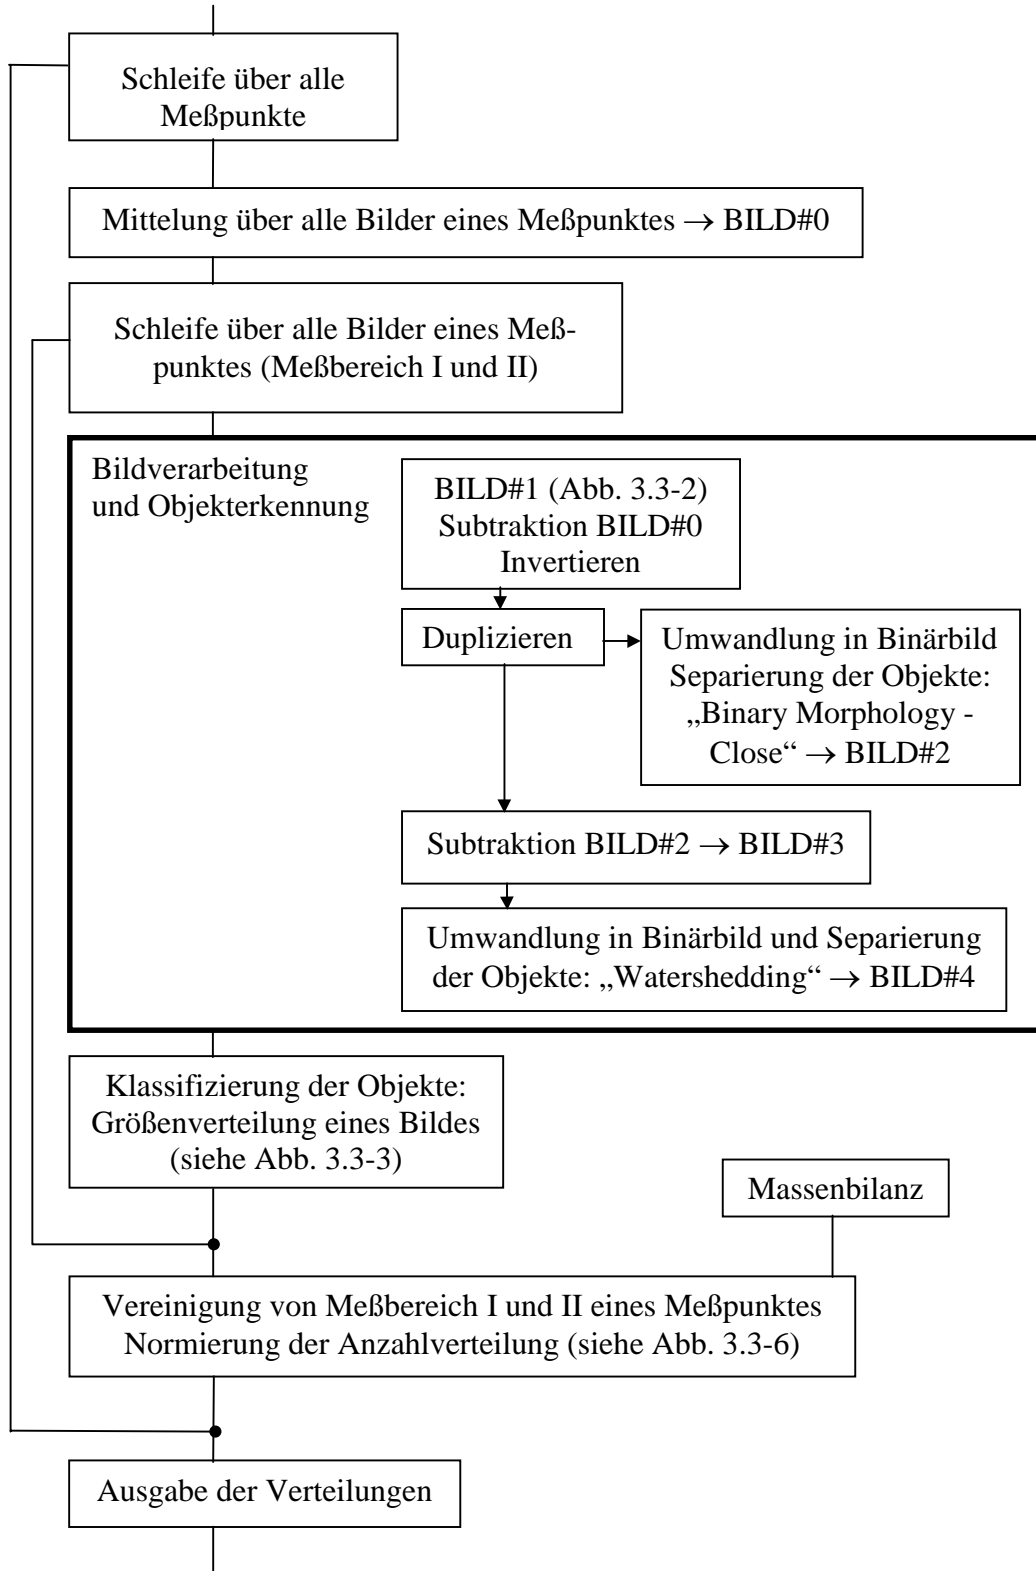 Schleife über alle
Meßpunkte
Mittelung über alle Bilder eines Meßpunktes → BILD#0
Schleife über alle Bilder eines Meß-
punktes (Meßbereich I und II)
Bildverarbeitung
und Objekterkennung
BILD#1 (Abb. 3.3-2)
Subtraktion BILD#0
Invertieren
Duplizieren
Umwandlung in Binärbild
Separierung der Objekte:
„Binary Morphology -
Close“ → BILD#2
Subtraktion BILD#2 → BILD#3
Umwandlung in Binärbild und Separierung
der Objekte: „Watershedding“ → BILD#4
Klassifizierung der Objekte:
Größenverteilung eines Bildes
(siehe Abb. 3.3-3)
Massenbilanz
Vereinigung von Meßbereich I und II eines Meßpunktes
Normierung der Anzahlverteilung (siehe Abb. 3.3-6)
Ausgabe der Verteilungen